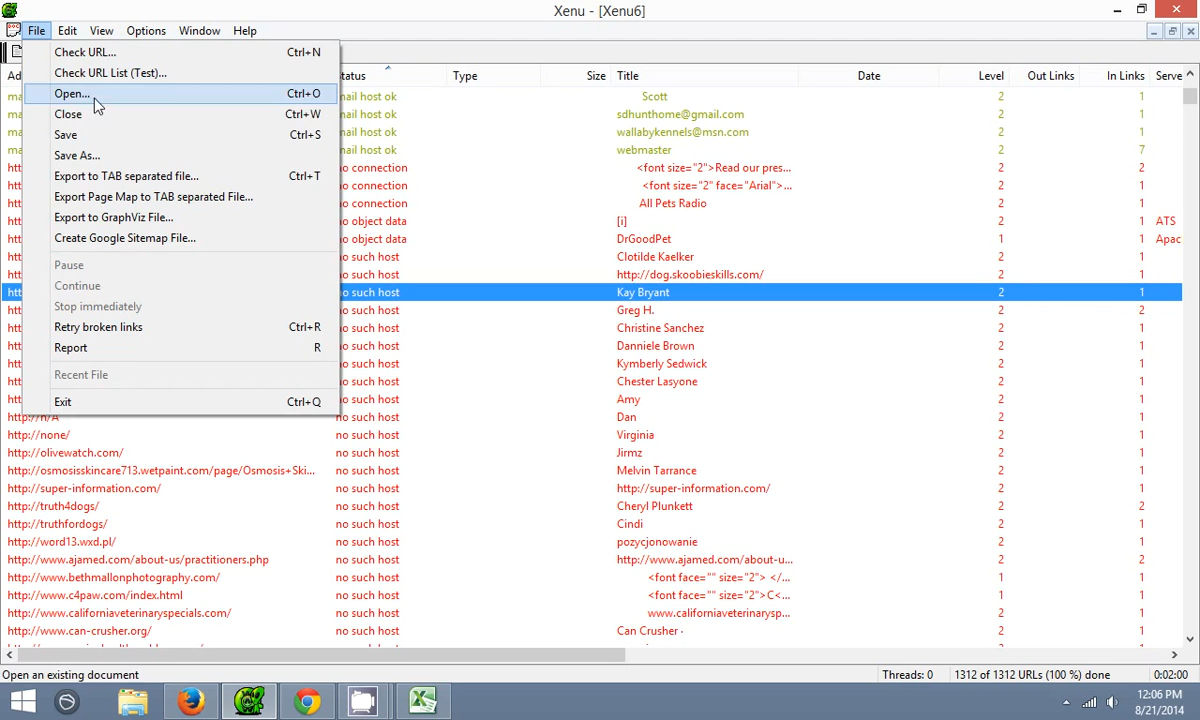 Xenu - [Xenu6]
File Edit View Options Window Help
Check URL... Ctrl+N
Check URL List (Test)...
Open... Ctrl+O
Close Ctrl+W
Save Ctrl+S
Save As...
Export to TAB separated file... Ctrl+T
Export Page Map to TAB separated File...
Export to GraphViz File...
Create Google Sitemap File...
Pause
Continue
Stop immediately
Retry broken links Ctrl+R
Report R
Recent File
Exit Ctrl+Q
Type Size Title Date Level Out Links In Links
mail host ok Scott 2 1
mail host ok sdhunthome@gmail.com 2 1
mail host ok wallabykennels@msn.com 2 1
mail host ok webmaster 2 7
no connection <font size="2">Read our pres... 2 2
no connection <font size="2" face="Arial">... 2 1
no connection All Pets Radio 2 1
no object data [i] 2 1 ATS
no object data DrGoodPet 1 1
no such host Clotilde Kaelker 2 1
no such host http://dog.skoobieskills.com/ 2 1
no such host Kay Bryant 2 1
no such host Greg H. 2 2
no such host Christine Sanchez 2 1
no such host Danniele Brown 2 1
no such host Kymberly Sedwick 2 1
no such host Chester Lasyone 2 1
no such host Amy 2 1
http://n/A no such host Dan 2 1
http://none/ no such host Virginia 2 1
http://olivewatch.com/ no such host Jirmz 2 1
http://osmosisskincare713.wetpaint.com/page/Osmosis+Ski... no such host Melvin Tarrance 2 1
http://super-information.com/ no such host http://super-information.com/ 2 1
http://truth4dogs/ no such host Cheryl Plunkett 2 2
http://truthfordogs/ no such host Cindi 2 1
http://word13.wxd.pl/ no such host pozycjonowanie 2 1
http://www.ajamed.com/about-us/practitioners.php no such host http://www.ajamed.com/about-u... 2 2
http://www.bethmallonphotography.com/ no such host <font face="" size="2"> </... 1 1
http://www.c4paw.com/index.html no such host <font face="" size="2">C<... 1 1
http://www.californiaveterinaryspecials.com/ no such host www.californiaveterinarysp... 2 1
http://www.can-crusher.org/ no such host Can Crusher · 2 1
Open an existing document Threads: 0 1312 of 1312 URLs (100 %) done 0:02:00
12:06 PM
8/21/2014